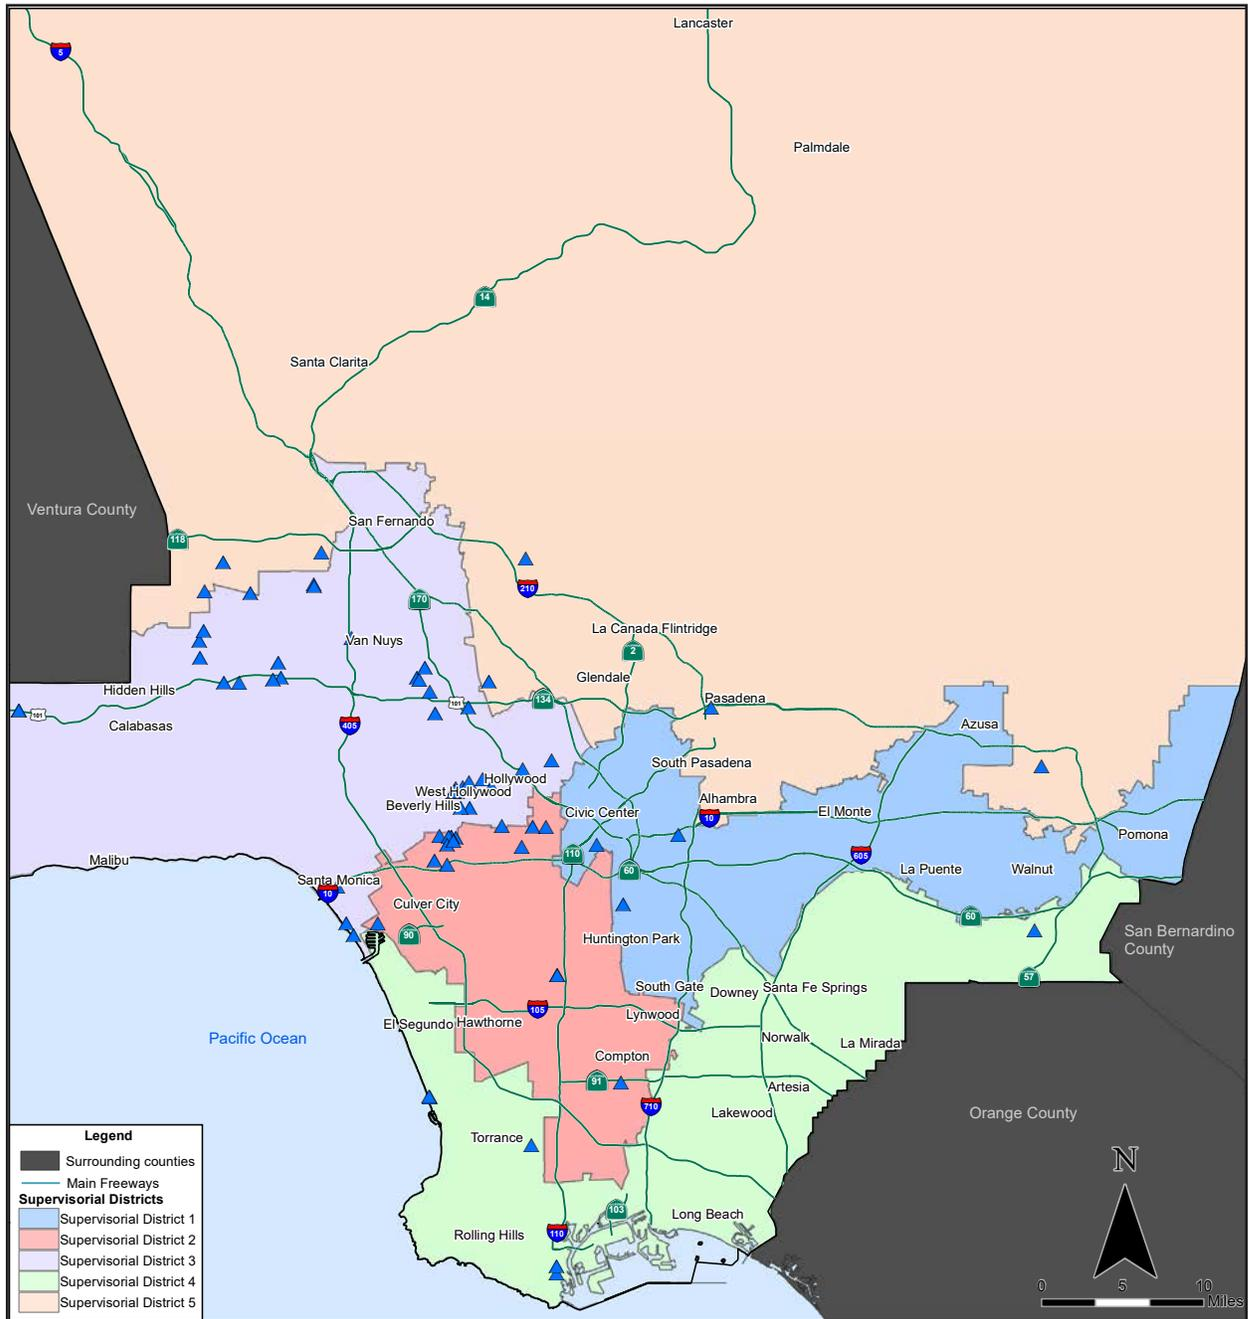 Lancaster
5
Palmdale
14
Santa Clarita
Ventura County
San Fernando
118
210
170
La Canada Flintridge
Van Nuys
2
Glendale
Hidden Hills
134
Pasadena
101
101
Calabasas
405
Azusa
South Pasadena
Hollywood
West Hollywood
Alhambra
Beverly Hills
Civic Center
10
El Monte
Pomona
Malibu
110
605
60
La Puente
Walnut
Santa Monica
10
Culver City
60
90
Huntington Park
San Bernardino
County
57
South Gate
Downey
Santa Fe Springs
105
Lynwood
El Segundo
Hawthorne
Pacific Ocean
Norwalk
La Mirada
Compton
91
Artesia
710
Lakewood
Orange County
Torrance
103
Long Beach
110
Rolling Hills
N
0
5
10
Miles
Legend
Surrounding counties
Main Freeways
Supervisorial Districts
Supervisorial District 1
Supervisorial District 2
Supervisorial District 3
Supervisorial District 4
Supervisorial District 5